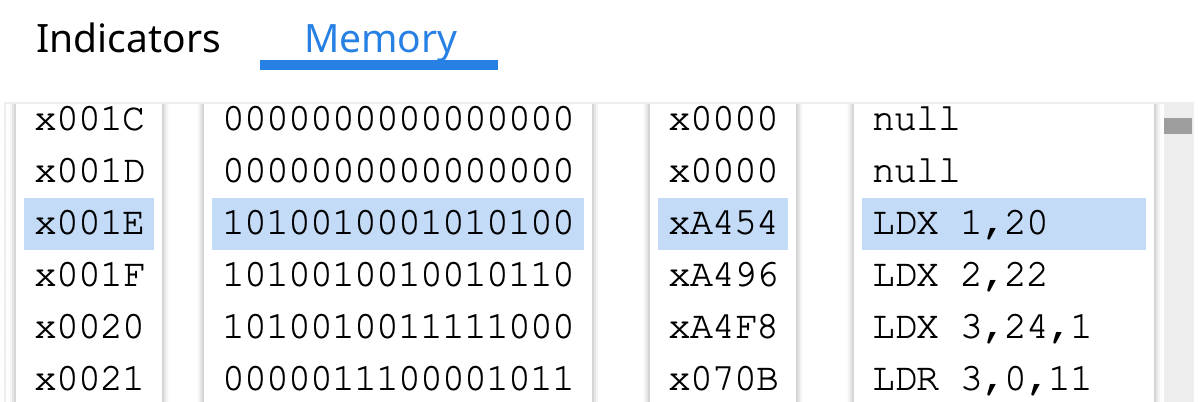 Indicators Memory
x001C 0000000000000000 x0000 null
x001D 0000000000000000 x0000 null
x001E 1010010001010100 xA454 LDX 1,20
x001F 1010010010010110 xA496 LDX 2,22
x0020 1010010011111000 xA4F8 LDX 3,24,1
x0021 0000011100001011 x070B LDR 3,0,11